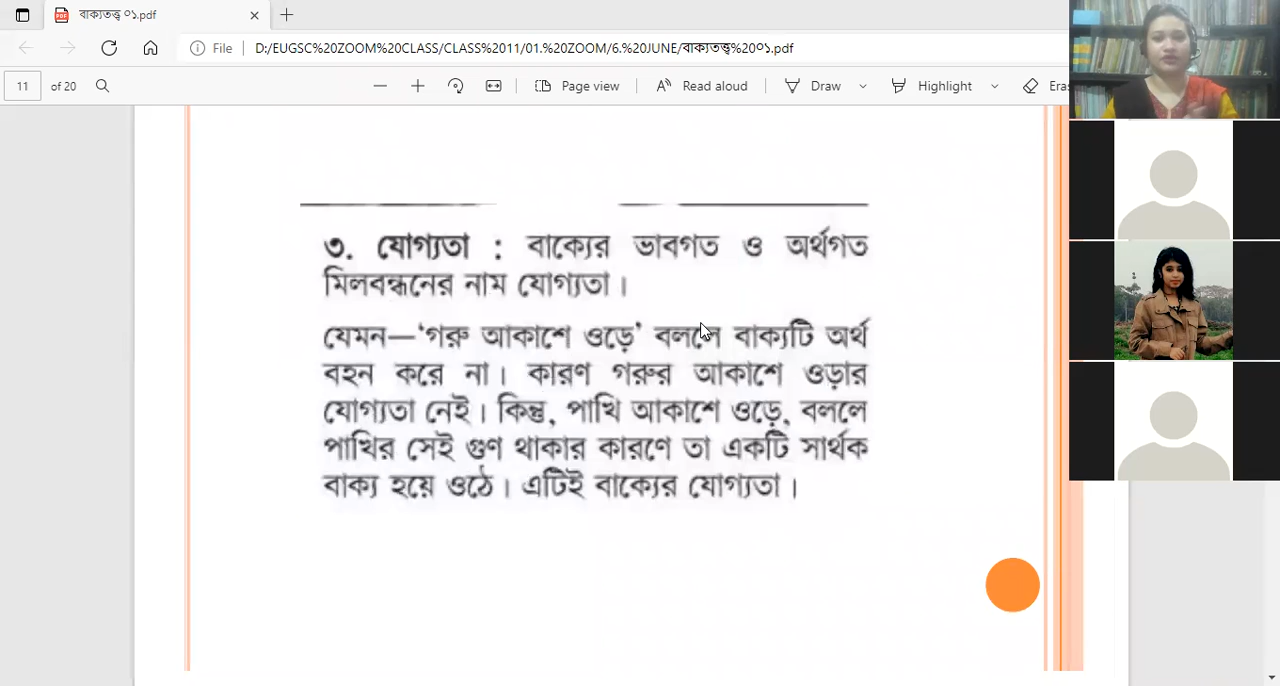 বাক্যতত্ত্ব ০১.pdf
File D:/EUGSC%20ZOOM%20CLASS/CLASS%2011/01.%20ZOOM/6.%20JUNE/বাক্যতত্ত্ব%20০১.pdf
11 of 20 Page view Read aloud Draw Highlight Eras
৩. যোগ্যতা : বাক্যের ভাবগত ও অর্থগত
মিলবন্ধনের নাম যোগ্যতা।
যেমন—‘গরু আকাশে ওড়ে’ বললে বাক্যটি অর্থ
বহন করে না। কারণ গরুর আকাশে ওড়ার
যোগ্যতা নেই। কিন্তু, পাখি আকাশে ওড়ে, বললে
পাখির সেই গুণ থাকার কারণে তা একটি সার্থক
বাক্য হয়ে ওঠে। এটিই বাক্যের যোগ্যতা।